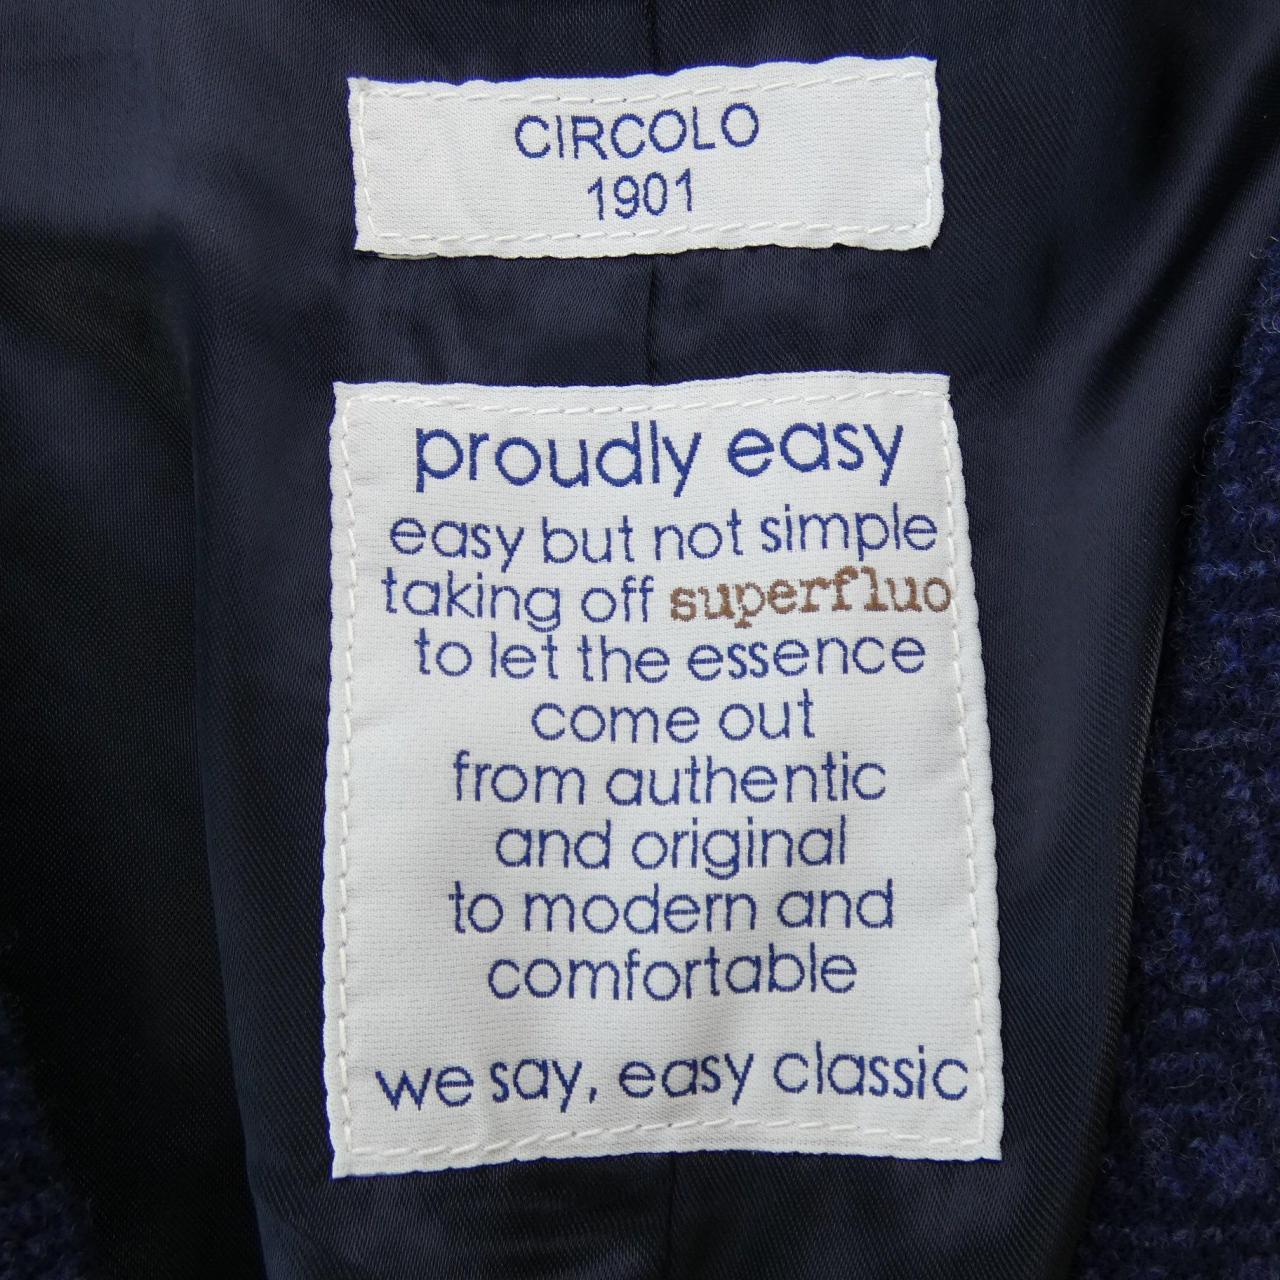 CIRCOLO
1901
proudly easy
easy but not simple
taking off superfluo
to let the essence
come out
from authentic
and original
to modern and
comfortable
we say, easy classic